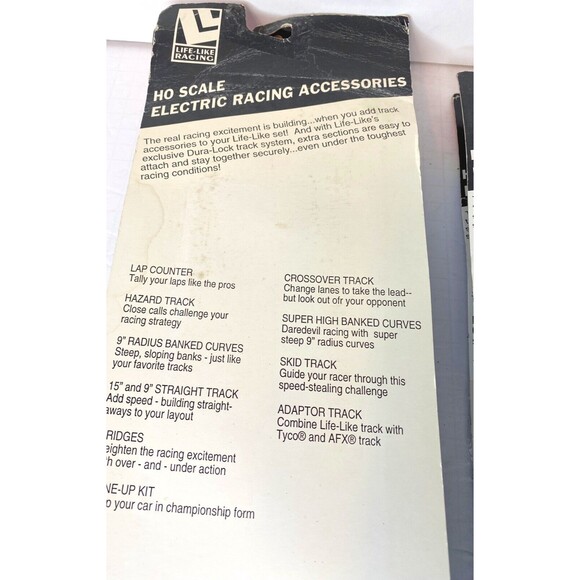 LIFE-LIKE
RACING
HO SCALE
ELECTRIC RACING ACCESSORIES
The real racing excitement is building...when you add track
accessories to your Life-Like set! And with Life-Like's
exclusive Dura-Lock track system, extra sections are easy to
attach and stay together securely...even under the toughest
racing conditions!
LAP COUNTER
Tally your laps like the pros
HAZARD TRACK
Close calls challenge your
racing strategy
9" RADIUS BANKED CURVES
Steep, sloping banks - just like
your favorite tracks
15" and 9" STRAIGHT TRACK
Add speed - building straight-
aways to your layout
RIDGES
eighten the racing excitement
h over - and - under action
NE-UP KIT
p your car in championship form
CROSSOVER TRACK
Change lanes to take the lead--
but look out ofr your opponent
SUPER HIGH BANKED CURVES
Daredevil racing with super
steep 9" radius curves
SKID TRACK
Guide your racer through this
speed-stealing challenge
ADAPTOR TRACK
Combine Life-Like track with
Tyco® and AFX® track